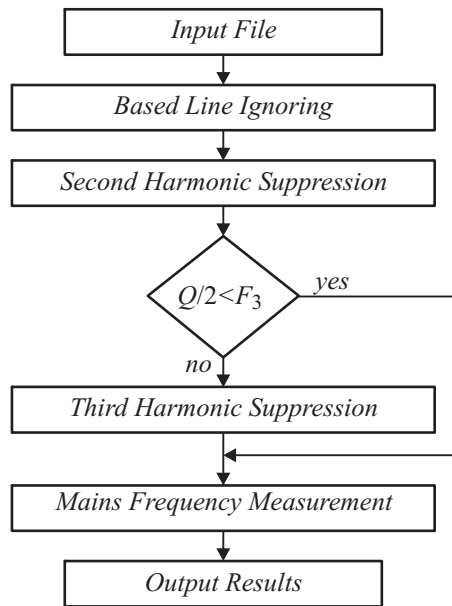 Input File
Based Line Ignoring
Second Harmonic Suppression
Q/2<F3
yes
no
Third Harmonic Suppression
Mains Frequency Measurement
Output Results